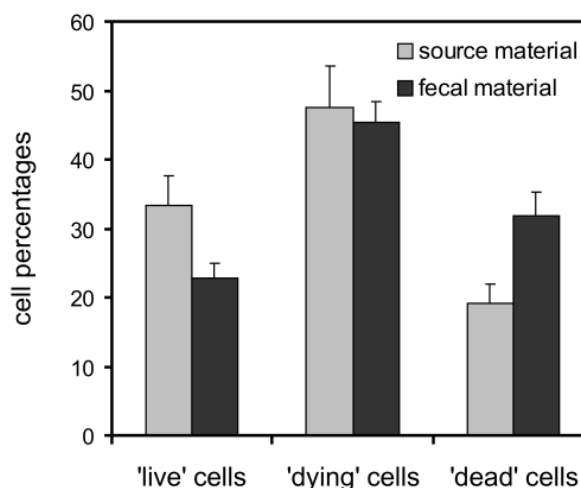 60
50
40
30
20
10
0
cell percentages
source material
fecal material
'live' cells 'dying' cells 'dead' cells